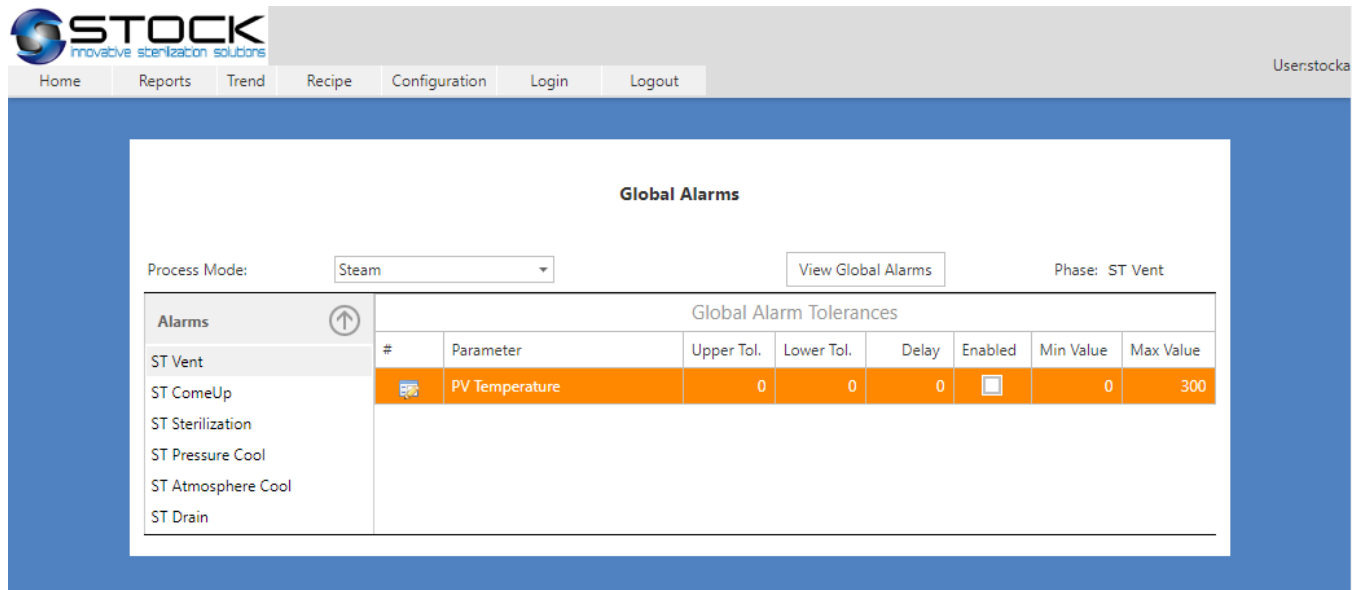 STOCK
innovative sterilization solutions
User:stocka
Home Reports Trend Recipe Configuration Login Logout
Global Alarms
Process Mode: Steam View Global Alarms Phase: ST Vent
Alarms Global Alarm Tolerances
# Parameter Upper Tol. Lower Tol. Delay Enabled Min Value Max Value
ST Vent
PV Temperature 0 0 0 0 300
ST ComeUp
ST Sterilization
ST Pressure Cool
ST Atmosphere Cool
ST Drain